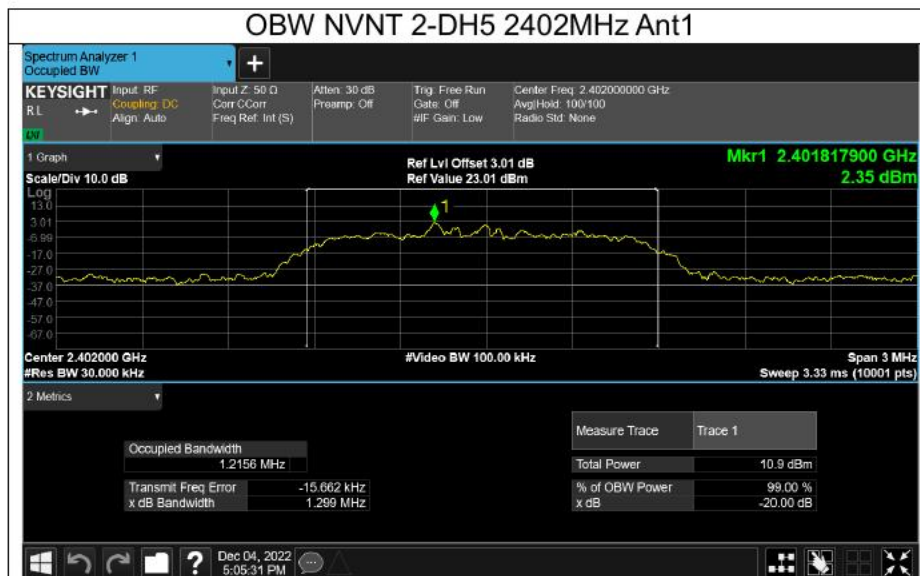 OBW NVNT 2-DH5 2402MHz Ant1
Spectrum Analyzer 1
Occupied BW
KEYSIGHT
R L
Input: RF
Coupling: DC
Align: Auto
Input Z: 50 Ω
Corr CCorr
Freq Ref: Int (S)
Atten: 30 dB
Preamp: Off
Trig: Free Run
Gate: Off
#IF Gain: Low
Center Freq: 2.402000000 GHz
Avg|Hold: 100/100
Radio Std: None
1 Graph
Scale/Div 10.0 dB
Ref Lvl Offset 3.01 dB
Ref Value 23.01 dBm
Mkr1 2.401817900 GHz
2.35 dBm
Log
13.0
3.01
-6.99
-17.0
-27.0
-37.0
-47.0
-57.0
-67.0
1
Center 2.402000 GHz
#Res BW 30.000 kHz
#Video BW 100.00 kHz
Span 3 MHz
Sweep 3.33 ms (10001 pts)
2 Metrics
Measure Trace Trace 1
Occupied Bandwidth
1.2156 MHz
Total Power 10.9 dBm
Transmit Freq Error -15.662 kHz
% of OBW Power 99.00 %
x dB Bandwidth 1.299 MHz
x dB -20.00 dB
?
Dec 04, 2022
5:05:31 PM